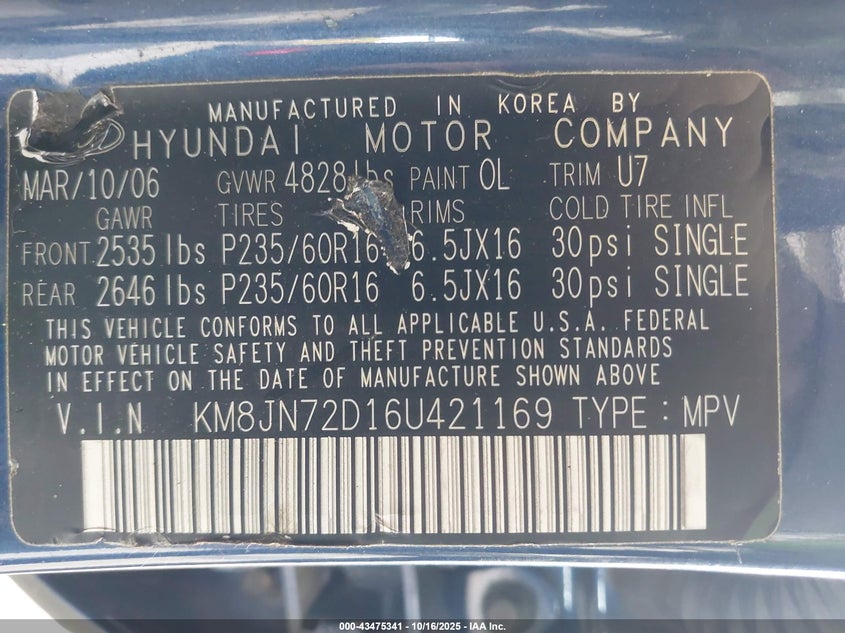 MANUFACTURED IN KOREA BY
HYUNDAI MOTOR COMPANY
MAR/10/06 GVWR 4828 lbs PAINT OL TRIM U7
GAWR TIRES RIMS COLD TIRE INFL
FRONT 2535 lbs P235/60R16 6.5JX16 30psi SINGLE
REAR 2646 lbs P235/60R16 6.5JX16 30psi SINGLE
THIS VEHICLE CONFORMS TO ALL APPLICABLE U.S.A. FEDERAL
MOTOR VEHICLE SAFETY AND THEFT PREVENTION STANDARDS
IN EFFECT ON THE DATE OF MANUFACTURE SHOWN ABOVE
V.I.N KM8JN72D16U421169 TYPE : MPV
000-43475341 - 10/16/2025 - IAA Inc.